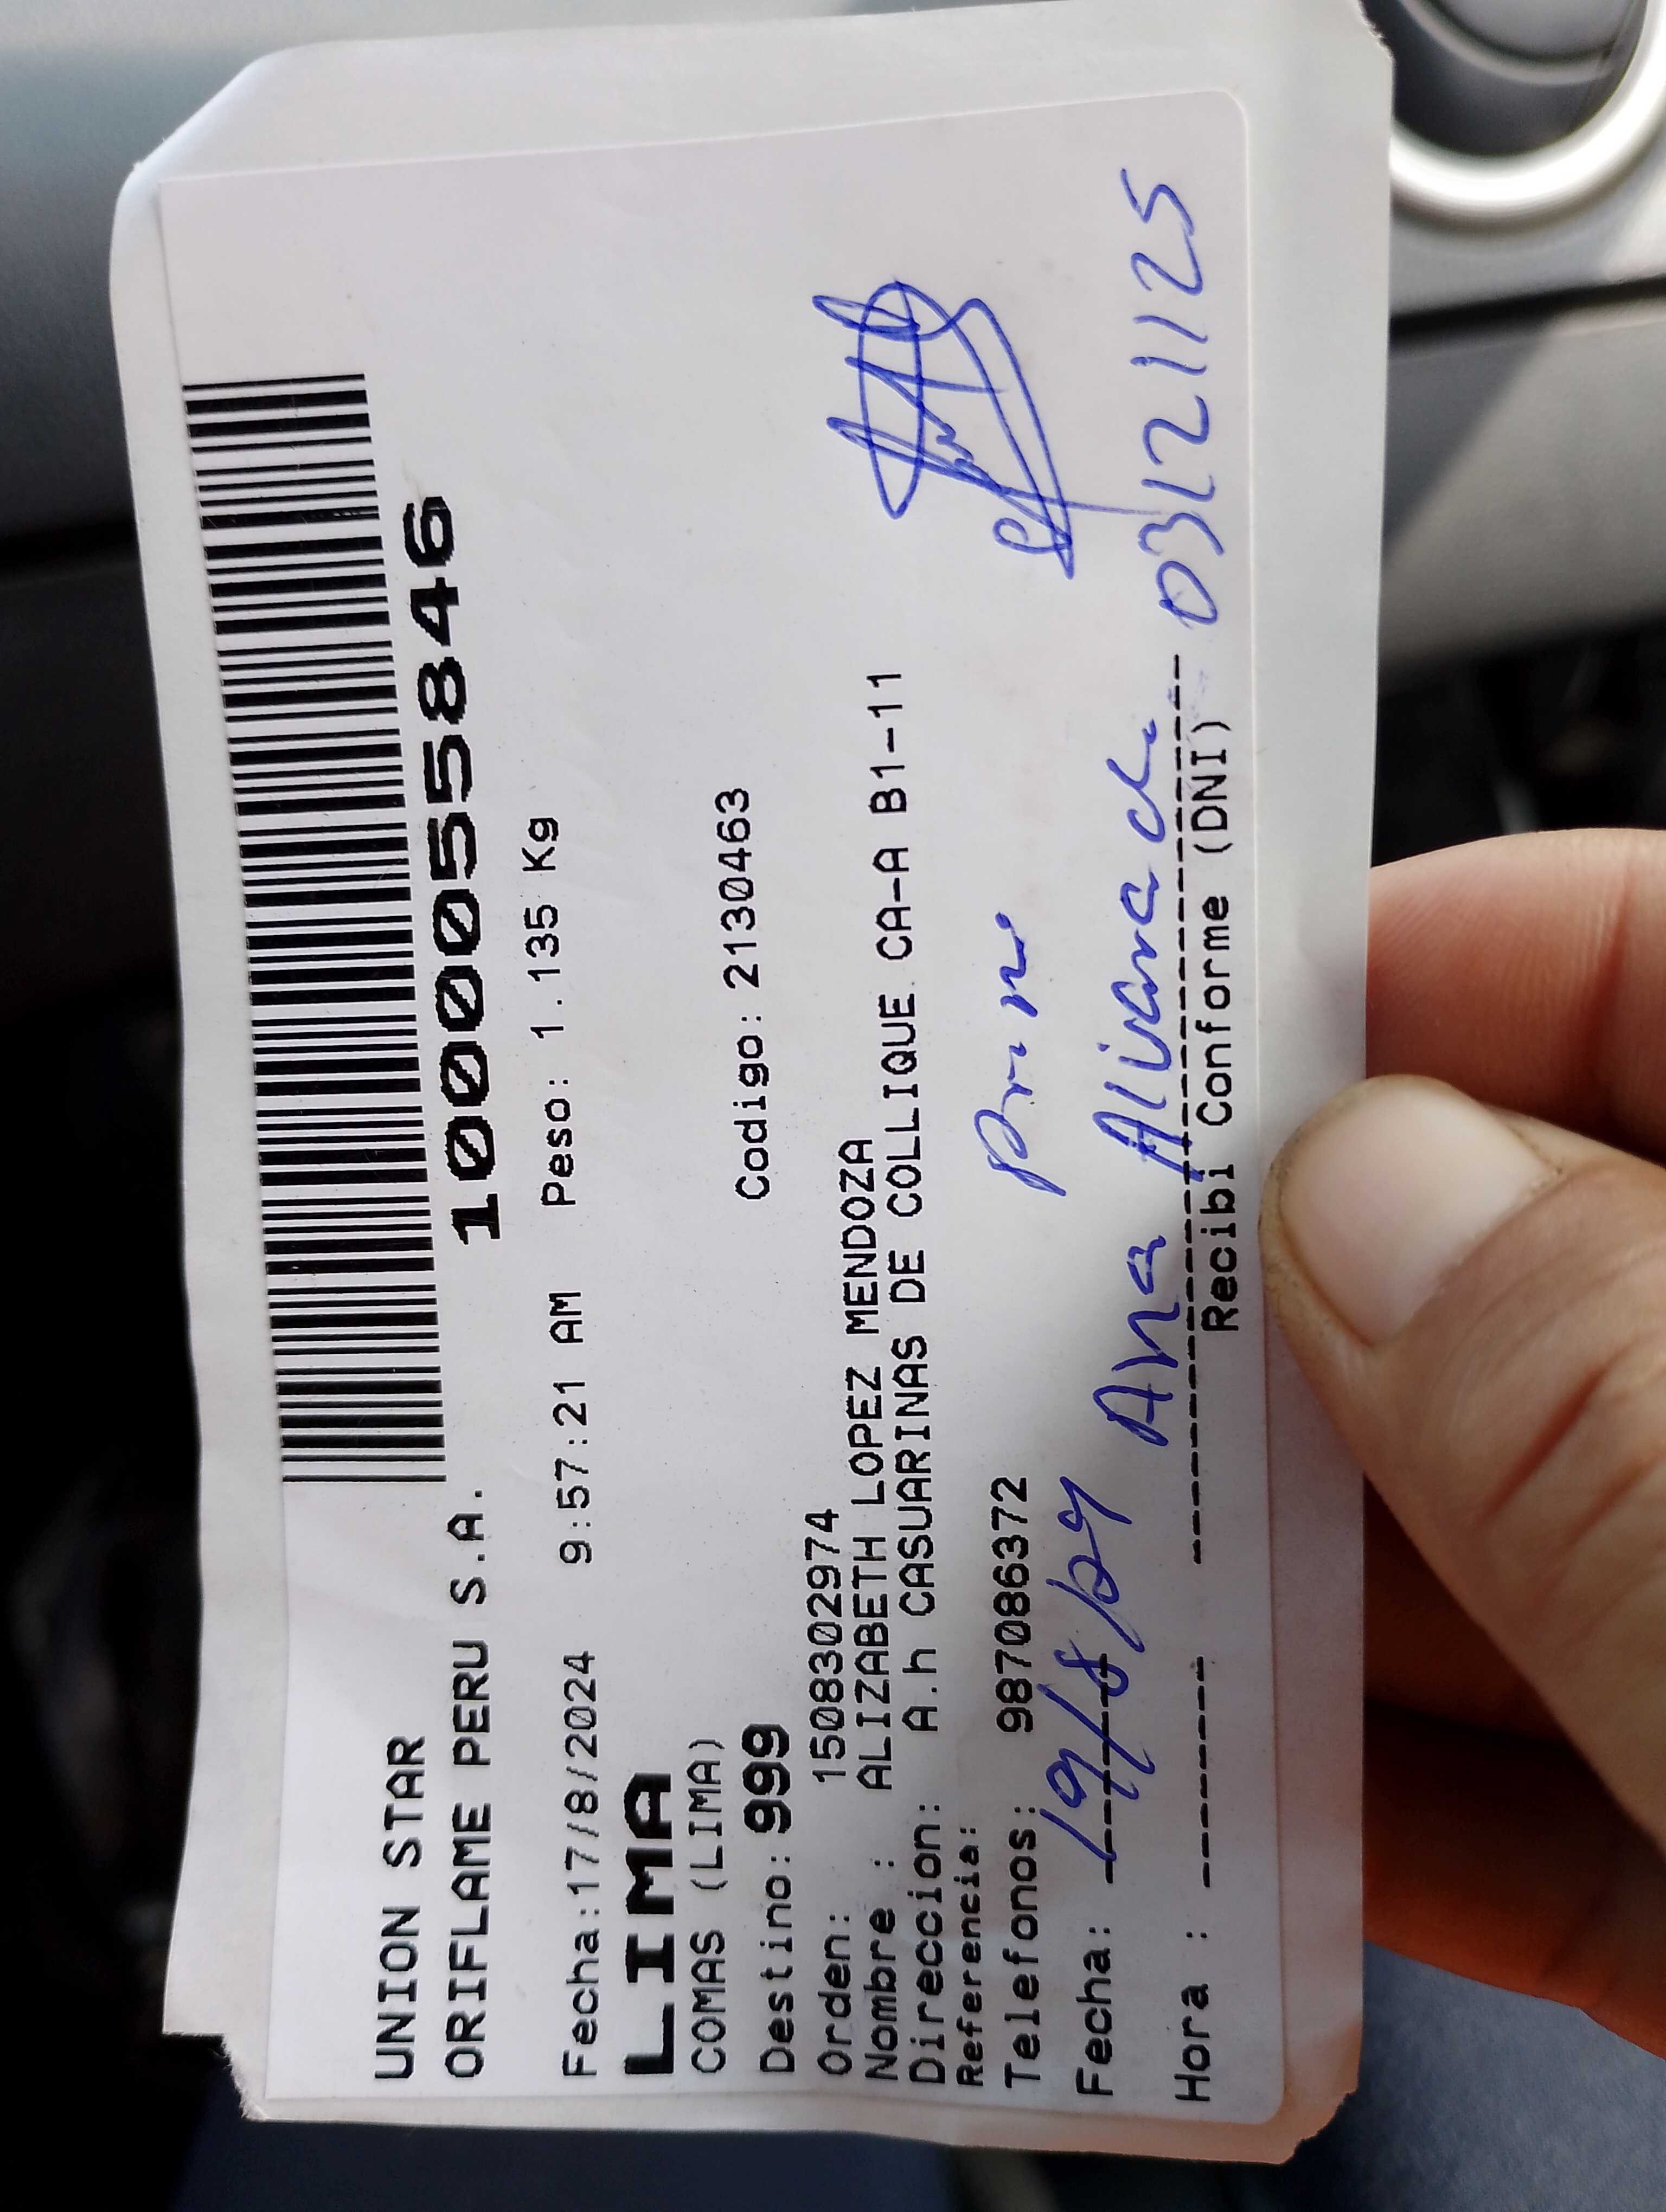 UNION STAR
ORIFLAME PERU S.A.
1000055846
Fecha:17/8/2024 9:57:21 AM Peso: 1.135 Kg
LIMA
COMAS (LIMA)
Destino: 999 Codigo: 2130463
Orden: 1508302974
Nombre : ALIZABETH LOPEZ MENDOZA
Direccion: A.h CASUARINAS DE COLLIQUE CA-A B1-11
Referencia:
Telefonos: 987086372
Fecha: 19/8/24 Ana Alivarado 03121125
Hora :
Recibi Conforme (DNI)